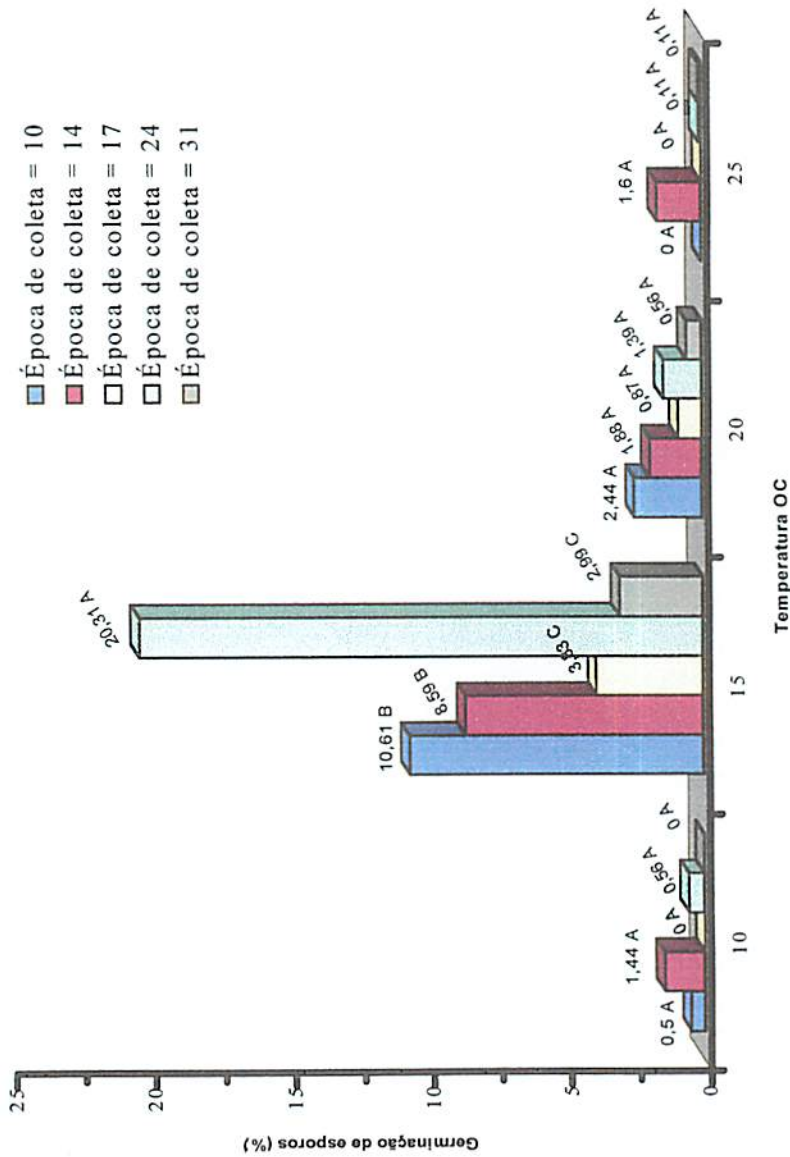 Época de coleta = 10
Época de coleta = 14
Época de coleta = 17
Época de coleta = 24
Época de coleta = 31
Germinação de esporos (%)
25
20
15
10
5
0
0,5 A
1,44 A
0 A
0,56 A
0 A
10,61 B
8,59 B
3,83 C
20,31 A
2,99 C
2,44 A
1,88 A
0,87 A
1,39 A
0,56 A
0 A
1,6 A
0 A
0,11 A
0,11 A
10
15
20
25
Temperatura OC